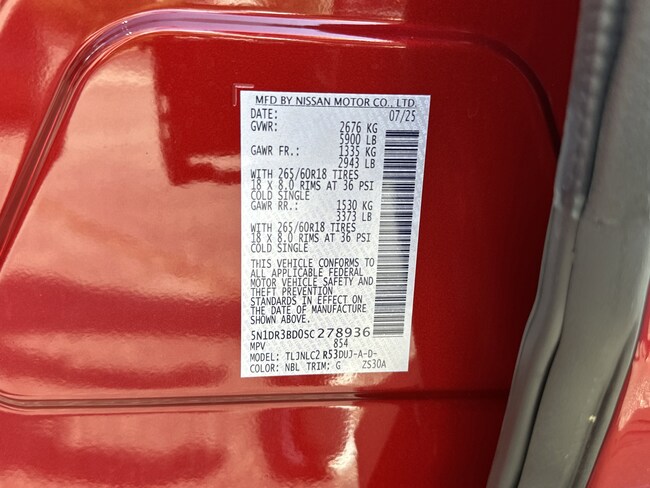 MFD BY NISSAN MOTOR CO., LTD.
DATE: 07/25
GVWR: 2676 KG
5900 LB
GAWR FR.: 1335 KG
2943 LB
WITH 265/60R18 TIRES
18 X 8.0 RIMS AT 36 PSI
COLD SINGLE
GAWR RR.: 1530 KG
3373 LB
WITH 265/60R18 TIRES
18 X 8.0 RIMS AT 36 PSI
COLD SINGLE
THIS VEHICLE CONFORMS TO
ALL APPLICABLE FEDERAL
MOTOR VEHICLE SAFETY AND
THEFT PREVENTION
STANDARDS IN EFFECT ON
THE DATE OF MANUFACTURE
SHOWN ABOVE.
5N1DR3BD0SC278936
MPV 854
MODEL: TLJNLC2 R53DUJ-A-D-
COLOR: NBL TRIM: G ZS30A